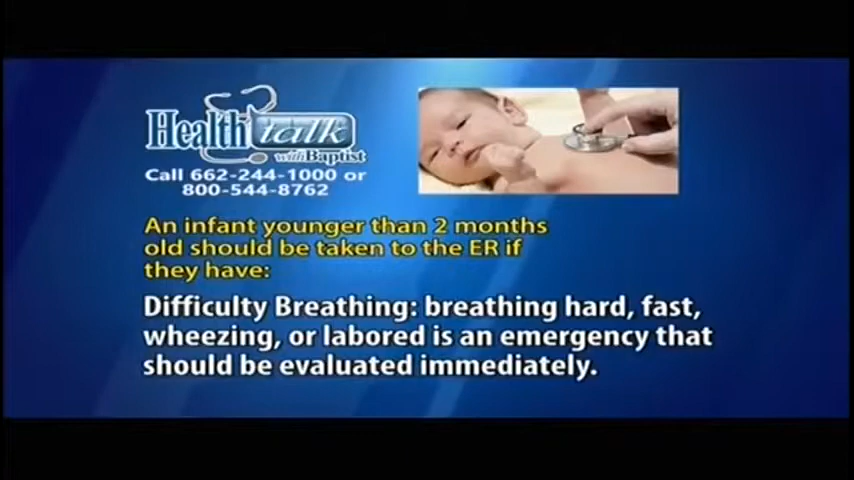 Health talk
with Baptist
Call 662-244-1000 or
800-544-8762
An infant younger than 2 months
old should be taken to the ER if
they have:
Difficulty Breathing: breathing hard, fast,
wheezing, or labored is an emergency that
should be evaluated immediately.